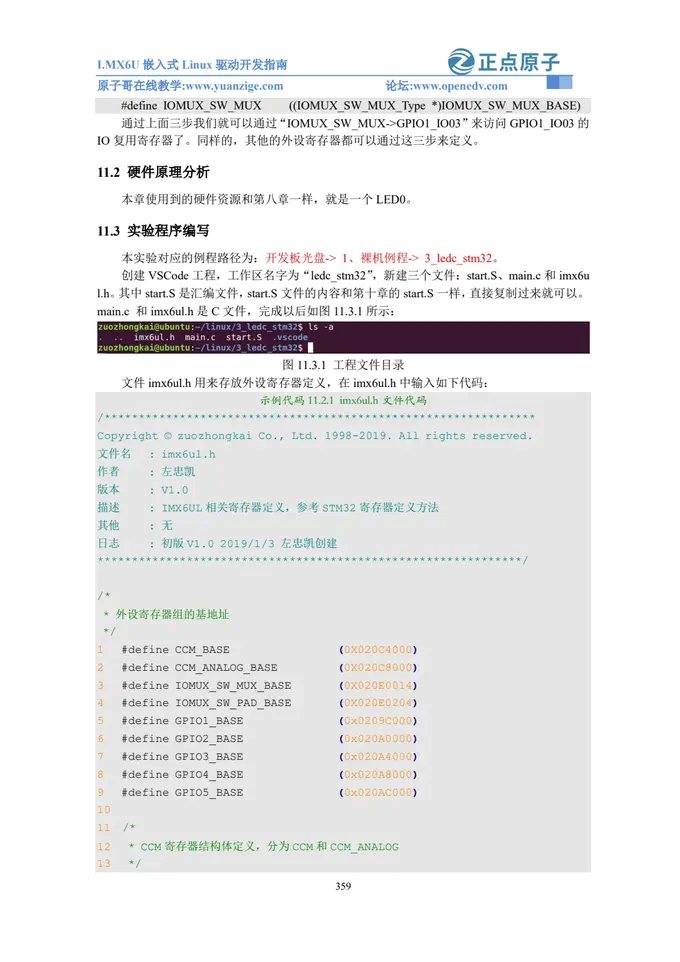 I.MX6U 嵌入式 Linux 驱动开发指南
正点原子
原子哥在线教学:www.yuanzige.com 论坛:www.openedv.com
#define IOMUX_SW_MUX ((IOMUX_SW_MUX_Type *)IOMUX_SW_MUX_BASE)
通过上面三步我们就可以通过“IOMUX_SW_MUX->GPIO1_IO03”来访问 GPIO1_IO03 的
IO 复用寄存器了。同样的，其他的外设寄存器都可以通过这三步来定义。
11.2 硬件原理分析
本章使用到的硬件资源和第八章一样，就是一个 LED0。
11.3 实验程序编写
本实验对应的例程路径为：开发板光盘-> 1、裸机例程-> 3_ledc_stm32。
创建 VSCode 工程，工作区名字为“ledc_stm32”，新建三个文件：start.S、main.c 和 imx6u
l.h。其中 start.S 是汇编文件，start.S 文件的内容和第十章的 start.S 一样，直接复制过来就可以。
main.c 和 imx6ul.h 是 C 文件，完成以后如图 11.3.1 所示：
zuozhongkai@ubuntu:~/linux/3_ledc_stm32$ ls -a
. .. imx6ul.h main.c start.S .vscode
zuozhongkai@ubuntu:~/linux/3_ledc_stm32$
图 11.3.1 工程文件目录
文件 imx6ul.h 用来存放外设寄存器定义，在 imx6ul.h 中输入如下代码：
示例代码 11.2.1 imx6ul.h 文件代码
/***************************************************************
Copyright © zuozhongkai Co., Ltd. 1998-2019. All rights reserved.
文件名 : imx6ul.h
作者 : 左忠凯
版本 : V1.0
描述 : IMX6UL 相关寄存器定义，参考 STM32 寄存器定义方法
其他 : 无
日志 : 初版 V1.0 2019/1/3 左忠凯创建
**************************************************************/
/*
* 外设寄存器组的基地址
*/
1 #define CCM_BASE (0X020C4000)
2 #define CCM_ANALOG_BASE (0X020C8000)
3 #define IOMUX_SW_MUX_BASE (0X020E0014)
4 #define IOMUX_SW_PAD_BASE (0X020E0204)
5 #define GPIO1_BASE (0x0209C000)
6 #define GPIO2_BASE (0x020A0000)
7 #define GPIO3_BASE (0x020A4000)
8 #define GPIO4_BASE (0x020A8000)
9 #define GPIO5_BASE (0x020AC000)
10
11 /*
12 * CCM 寄存器结构体定义，分为 CCM 和 CCM_ANALOG
13 */
359